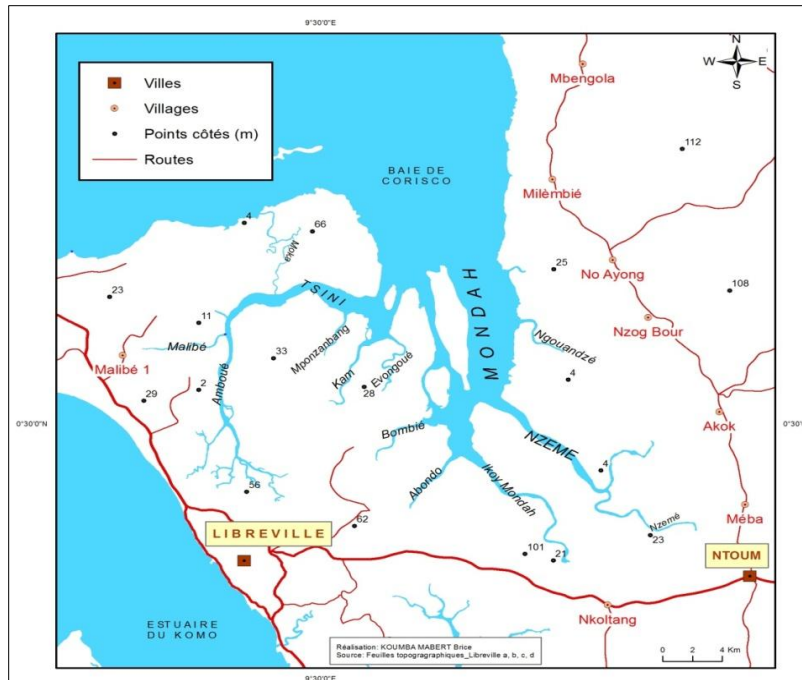 9°30'0"E
Villes
Villages
Points côtés (m)
Routes
N
W E
S
Mbengola
112
BAIE DE
CORISCO
Milèmbié
4
66
Moka
25
No Ayong
23
TSINI
MONDAH
108
11
Nzog Bour
Malibé
Mponzanbang
Ngouandzé
Malibé 1
33
Kam
Evongoué
28
4
2
Amboué
29
0°30'0"N
Bombié
NZEME
Akok
Abondo
Ikoy Mondah
4
56
Méba
62
Nzemé
23
LIBREVILLE
101
21
NTOUM
Nkoltang
ESTUAIRE
DU KOMO
Réalisation: KOUMBA MABERT Brice
Source: Feuilles topogragraphiques_Libreville a, b, c, d
2 4 Km
9°30'0"E